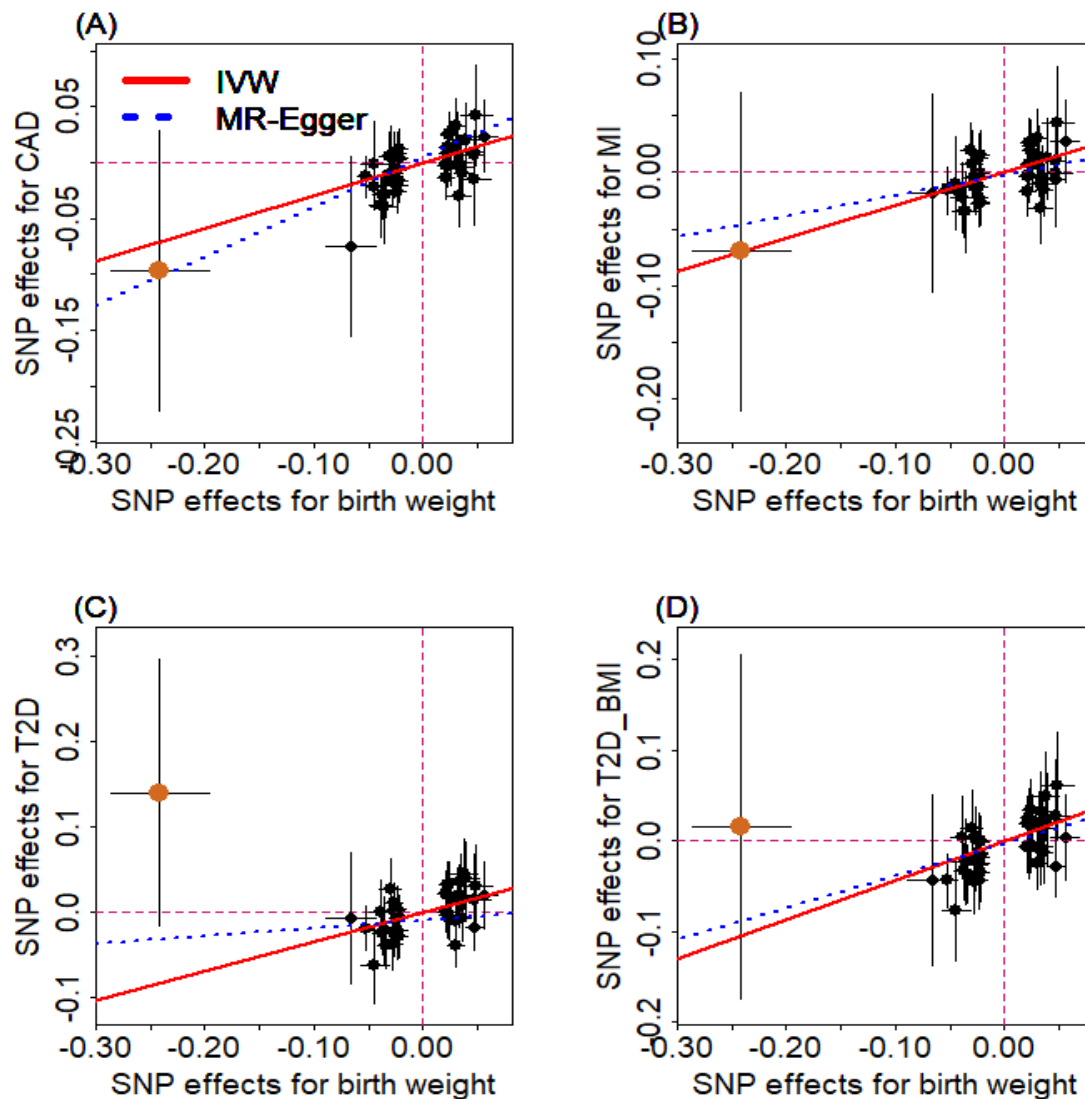 (A)
IVW
MR-Egger
SNP effects for CAD
0.05
-0.05
-0.15
-0.25
-0.30 -0.20 -0.10 0.00
SNP effects for birth weight
(B)
SNP effects for MI
0.10
0.00
-0.10
-0.20
-0.30 -0.20 -0.10 0.00
SNP effects for birth weight
(C)
SNP effects for T2D
0.3
0.2
0.1
0.0
-0.1
-0.30 -0.20 -0.10 0.00
SNP effects for birth weight
(D)
SNP effects for T2D_BMI
0.2
0.1
0.0
-0.1
-0.2
-0.30 -0.20 -0.10 0.00
SNP effects for birth weight